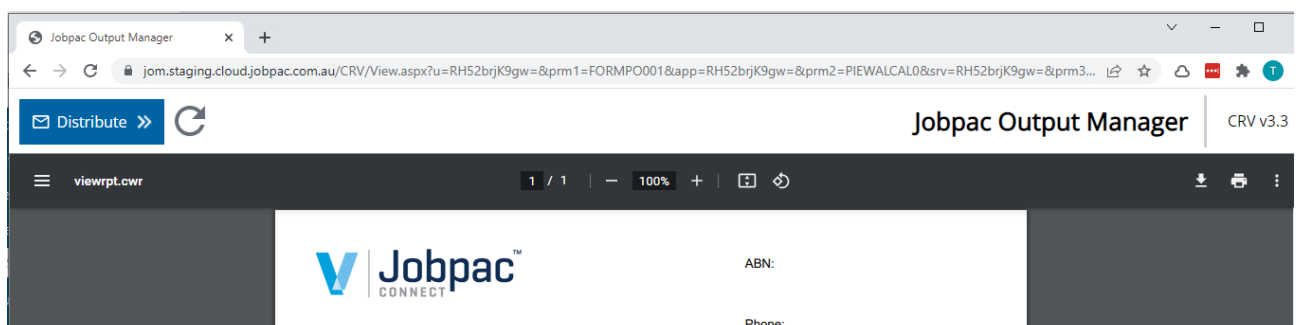 Jobpac Output Manager
jom.staging.cloud.jobpac.com.au/CRV/View.aspx?u=RH52brjK9gw=&prm1=FORMPO001&app=RH52brjK9gw=&prm2=PIEWALCAL0&srv=RH52brjK9gw=&prm3... T
Distribute Jobpac Output Manager CRV v3.3
viewrpt.cwr 1 / 1 100%
Jobpac™ ABN:
CONNECT
Phone: